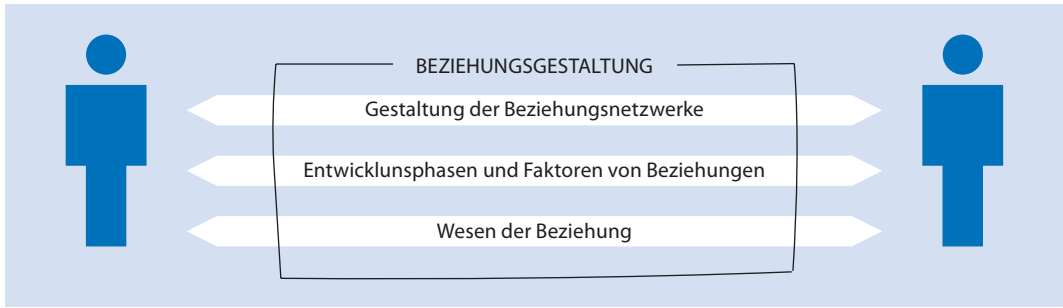 BEZIEHUNGSGESTALTUNG
Gestaltung der Beziehungsnetzwerke
Entwicklunsphasen und Faktoren von Beziehungen
Wesen der Beziehung